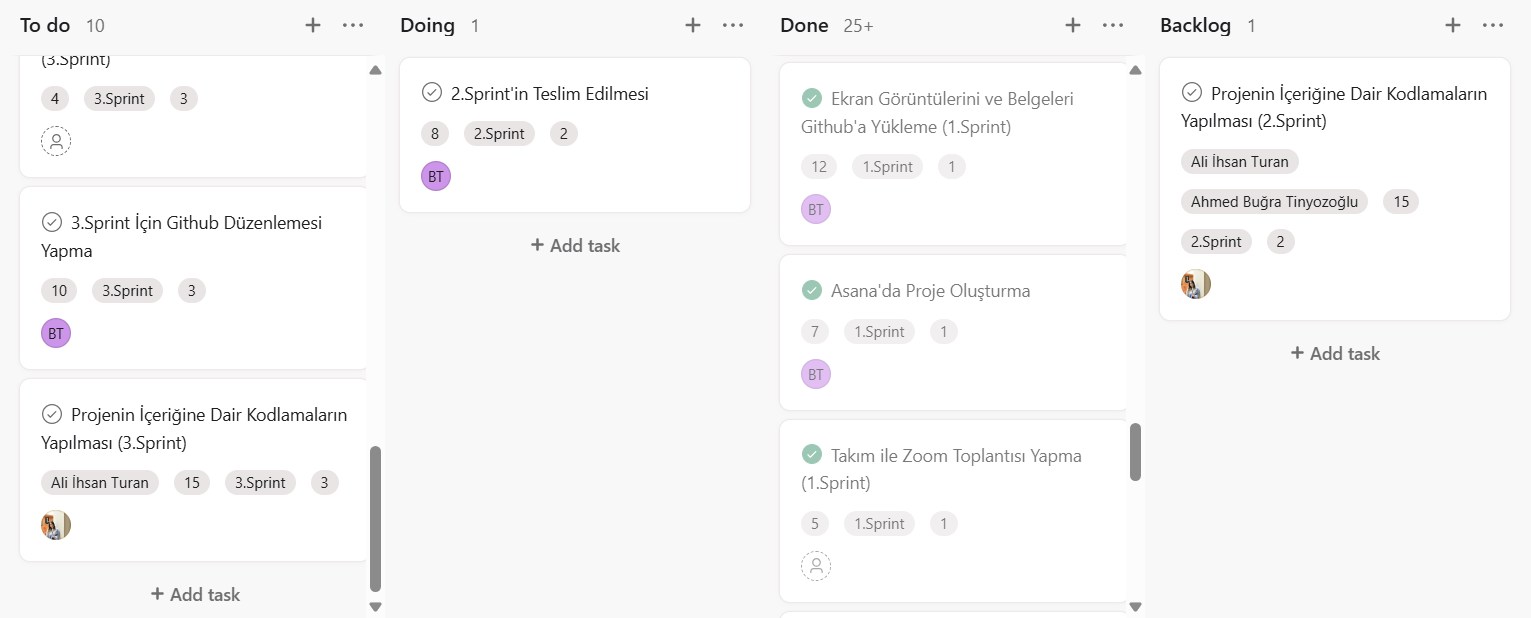 To do 10
(3.Sprint)
4 3.Sprint 3
3.Sprint İçin Github Düzenlemesi
Yapma
10 3.Sprint 3
BT
Projenin İçeriğine Dair Kodlamaların
Yapılması (3.Sprint)
Ali İhsan Turan 15 3.Sprint 3
+ Add task
Doing 1
2.Sprint'in Teslim Edilmesi
8 2.Sprint 2
BT
+ Add task
Done 25+
Ekran Görüntülerini ve Belgeleri
Github'a Yükleme (1.Sprint)
12 1.Sprint 1
BT
Asana'da Proje Oluşturma
7 1.Sprint 1
BT
Takım ile Zoom Toplantısı Yapma
(1.Sprint)
5 1.Sprint 1
Backlog 1
Projenin İçeriğine Dair Kodlamaların
Yapılması (2.Sprint)
Ali İhsan Turan
Ahmed Buğra Tinyozoğlu 15
2.Sprint 2
+ Add task